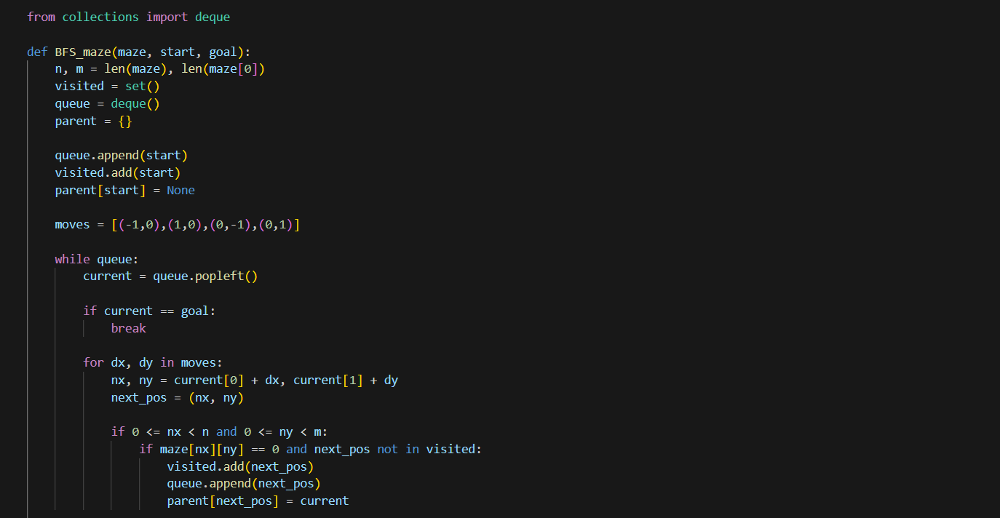 from collections import deque
def BFS_maze(maze, start, goal):
    n, m = len(maze), len(maze[0])
    visited = set()
    queue = deque()
    parent = {}
    queue.append(start)
    visited.add(start)
    parent[start] = None
    moves = [(-1,0),(1,0),(0,-1),(0,1)]
    while queue:
        current = queue.popleft()
        if current == goal:
            break
        for dx, dy in moves:
            nx, ny = current[0] + dx, current[1] + dy
            next_pos = (nx, ny)
            if 0 <= nx < n and 0 <= ny < m:
                if maze[nx][ny] == 0 and next_pos not in visited:
                    visited.add(next_pos)
                    queue.append(next_pos)
                    parent[next_pos] = current